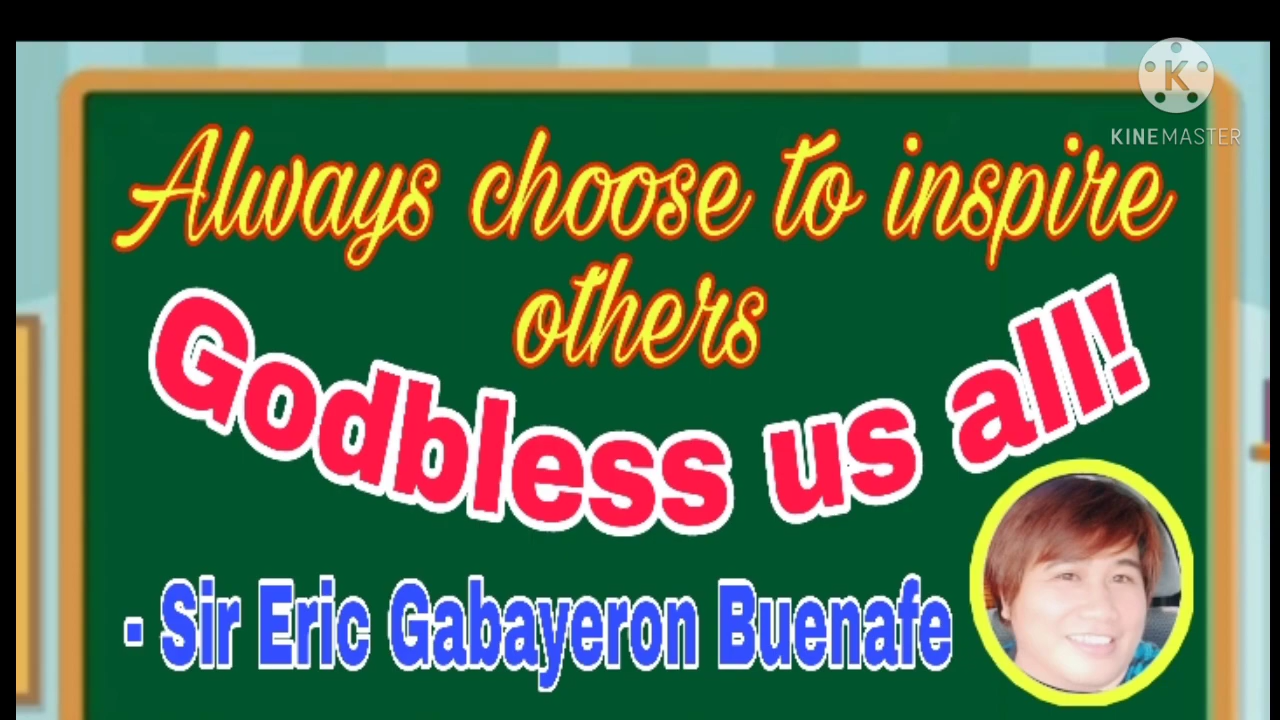 K
KINEMASTER
Always choose to inspire
others
Godbless us all!
- Sir Eric Gabayeron Buenafe